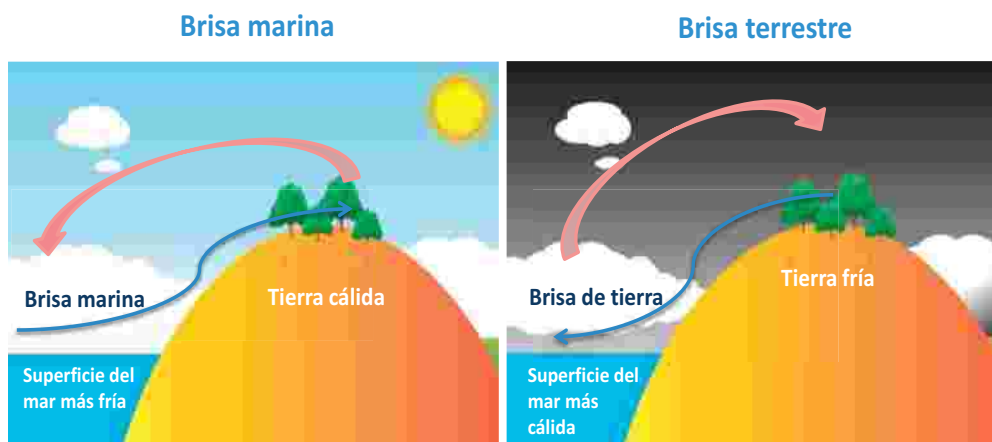 Brisa marina
Brisa marina
Tierra cálida
Superficie del
mar más fría
Brisa terrestre
Brisa de tierra
Tierra fría
Superficie del
mar más
cálida